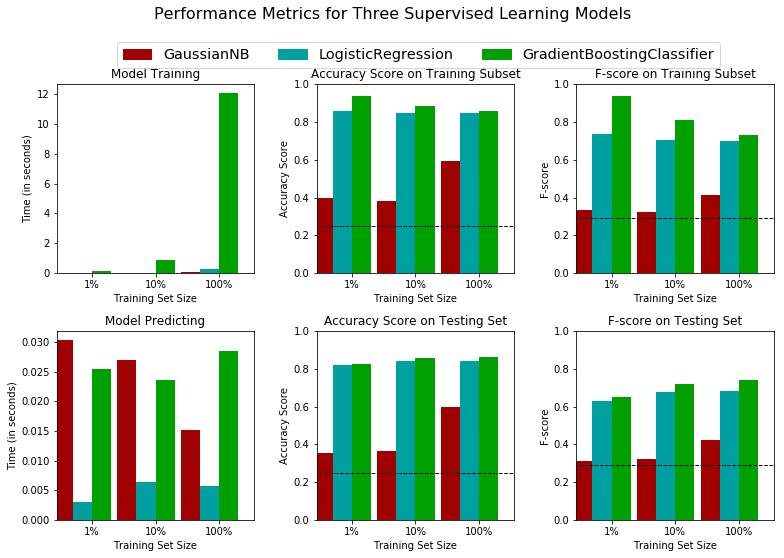 Performance Metrics for Three Supervised Learning Models
GaussianNB LogisticRegression GradientBoostingClassifier
Model Training
Time (in seconds)
12
10
8
6
4
2
0
1% 10% 100%
Training Set Size
Accuracy Score on Training Subset
Accuracy Score
1.0
0.8
0.6
0.4
0.2
0.0
1% 10% 100%
Training Set Size
F-score on Training Subset
F-score
1.0
0.8
0.6
0.4
0.2
0.0
1% 10% 100%
Training Set Size
Model Predicting
Time (in seconds)
0.030
0.025
0.020
0.015
0.010
0.005
0.000
1% 10% 100%
Training Set Size
Accuracy Score on Testing Set
Accuracy Score
1.0
0.8
0.6
0.4
0.2
0.0
1% 10% 100%
Training Set Size
F-score on Testing Set
F-score
1.0
0.8
0.6
0.4
0.2
0.0
1% 10% 100%
Training Set Size